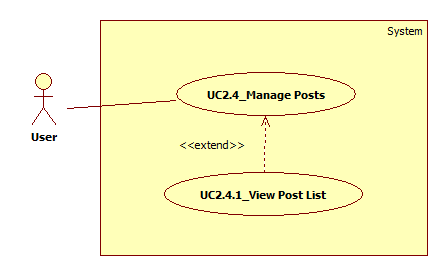 System
UC2.4_Manage Posts
User
<<extend>>
UC2.4.1_View Post List